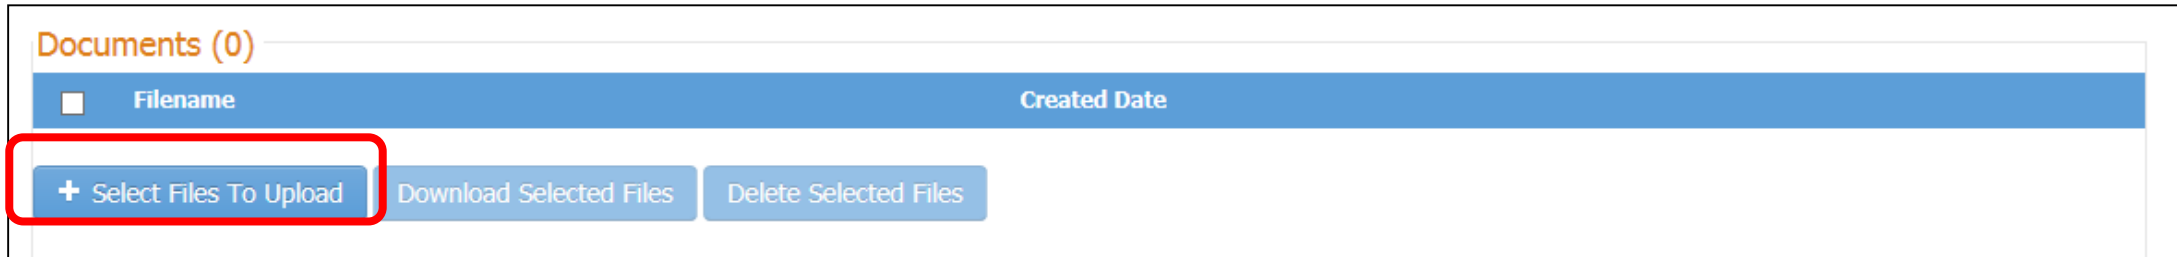 Documents (0)
Filename Created Date
+ Select Files To Upload Download Selected Files Delete Selected Files